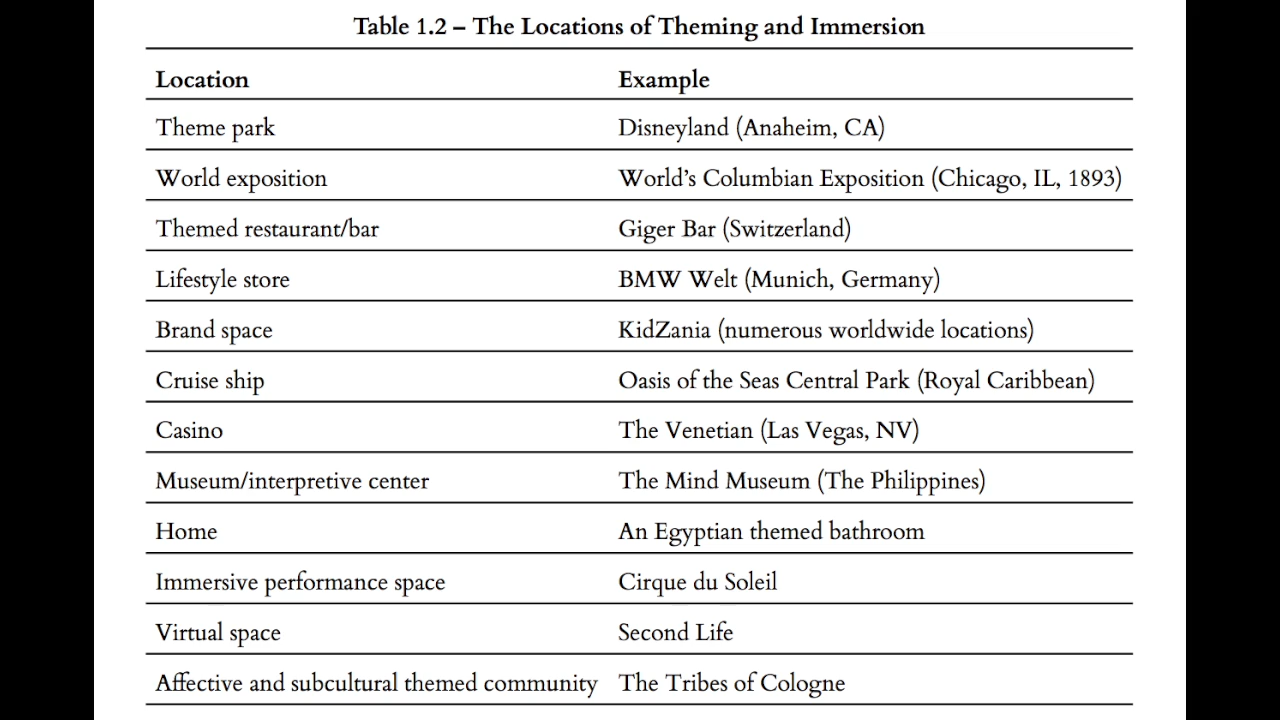 Table 1.2 – The Locations of Theming and Immersion
Location Example
Theme park Disneyland (Anaheim, CA)
World exposition World's Columbian Exposition (Chicago, IL, 1893)
Themed restaurant/bar Giger Bar (Switzerland)
Lifestyle store BMW Welt (Munich, Germany)
Brand space KidZania (numerous worldwide locations)
Cruise ship Oasis of the Seas Central Park (Royal Caribbean)
Casino The Venetian (Las Vegas, NV)
Museum/interpretive center The Mind Museum (The Philippines)
Home An Egyptian themed bathroom
Immersive performance space Cirque du Soleil
Virtual space Second Life
Affective and subcultural themed community The Tribes of Cologne